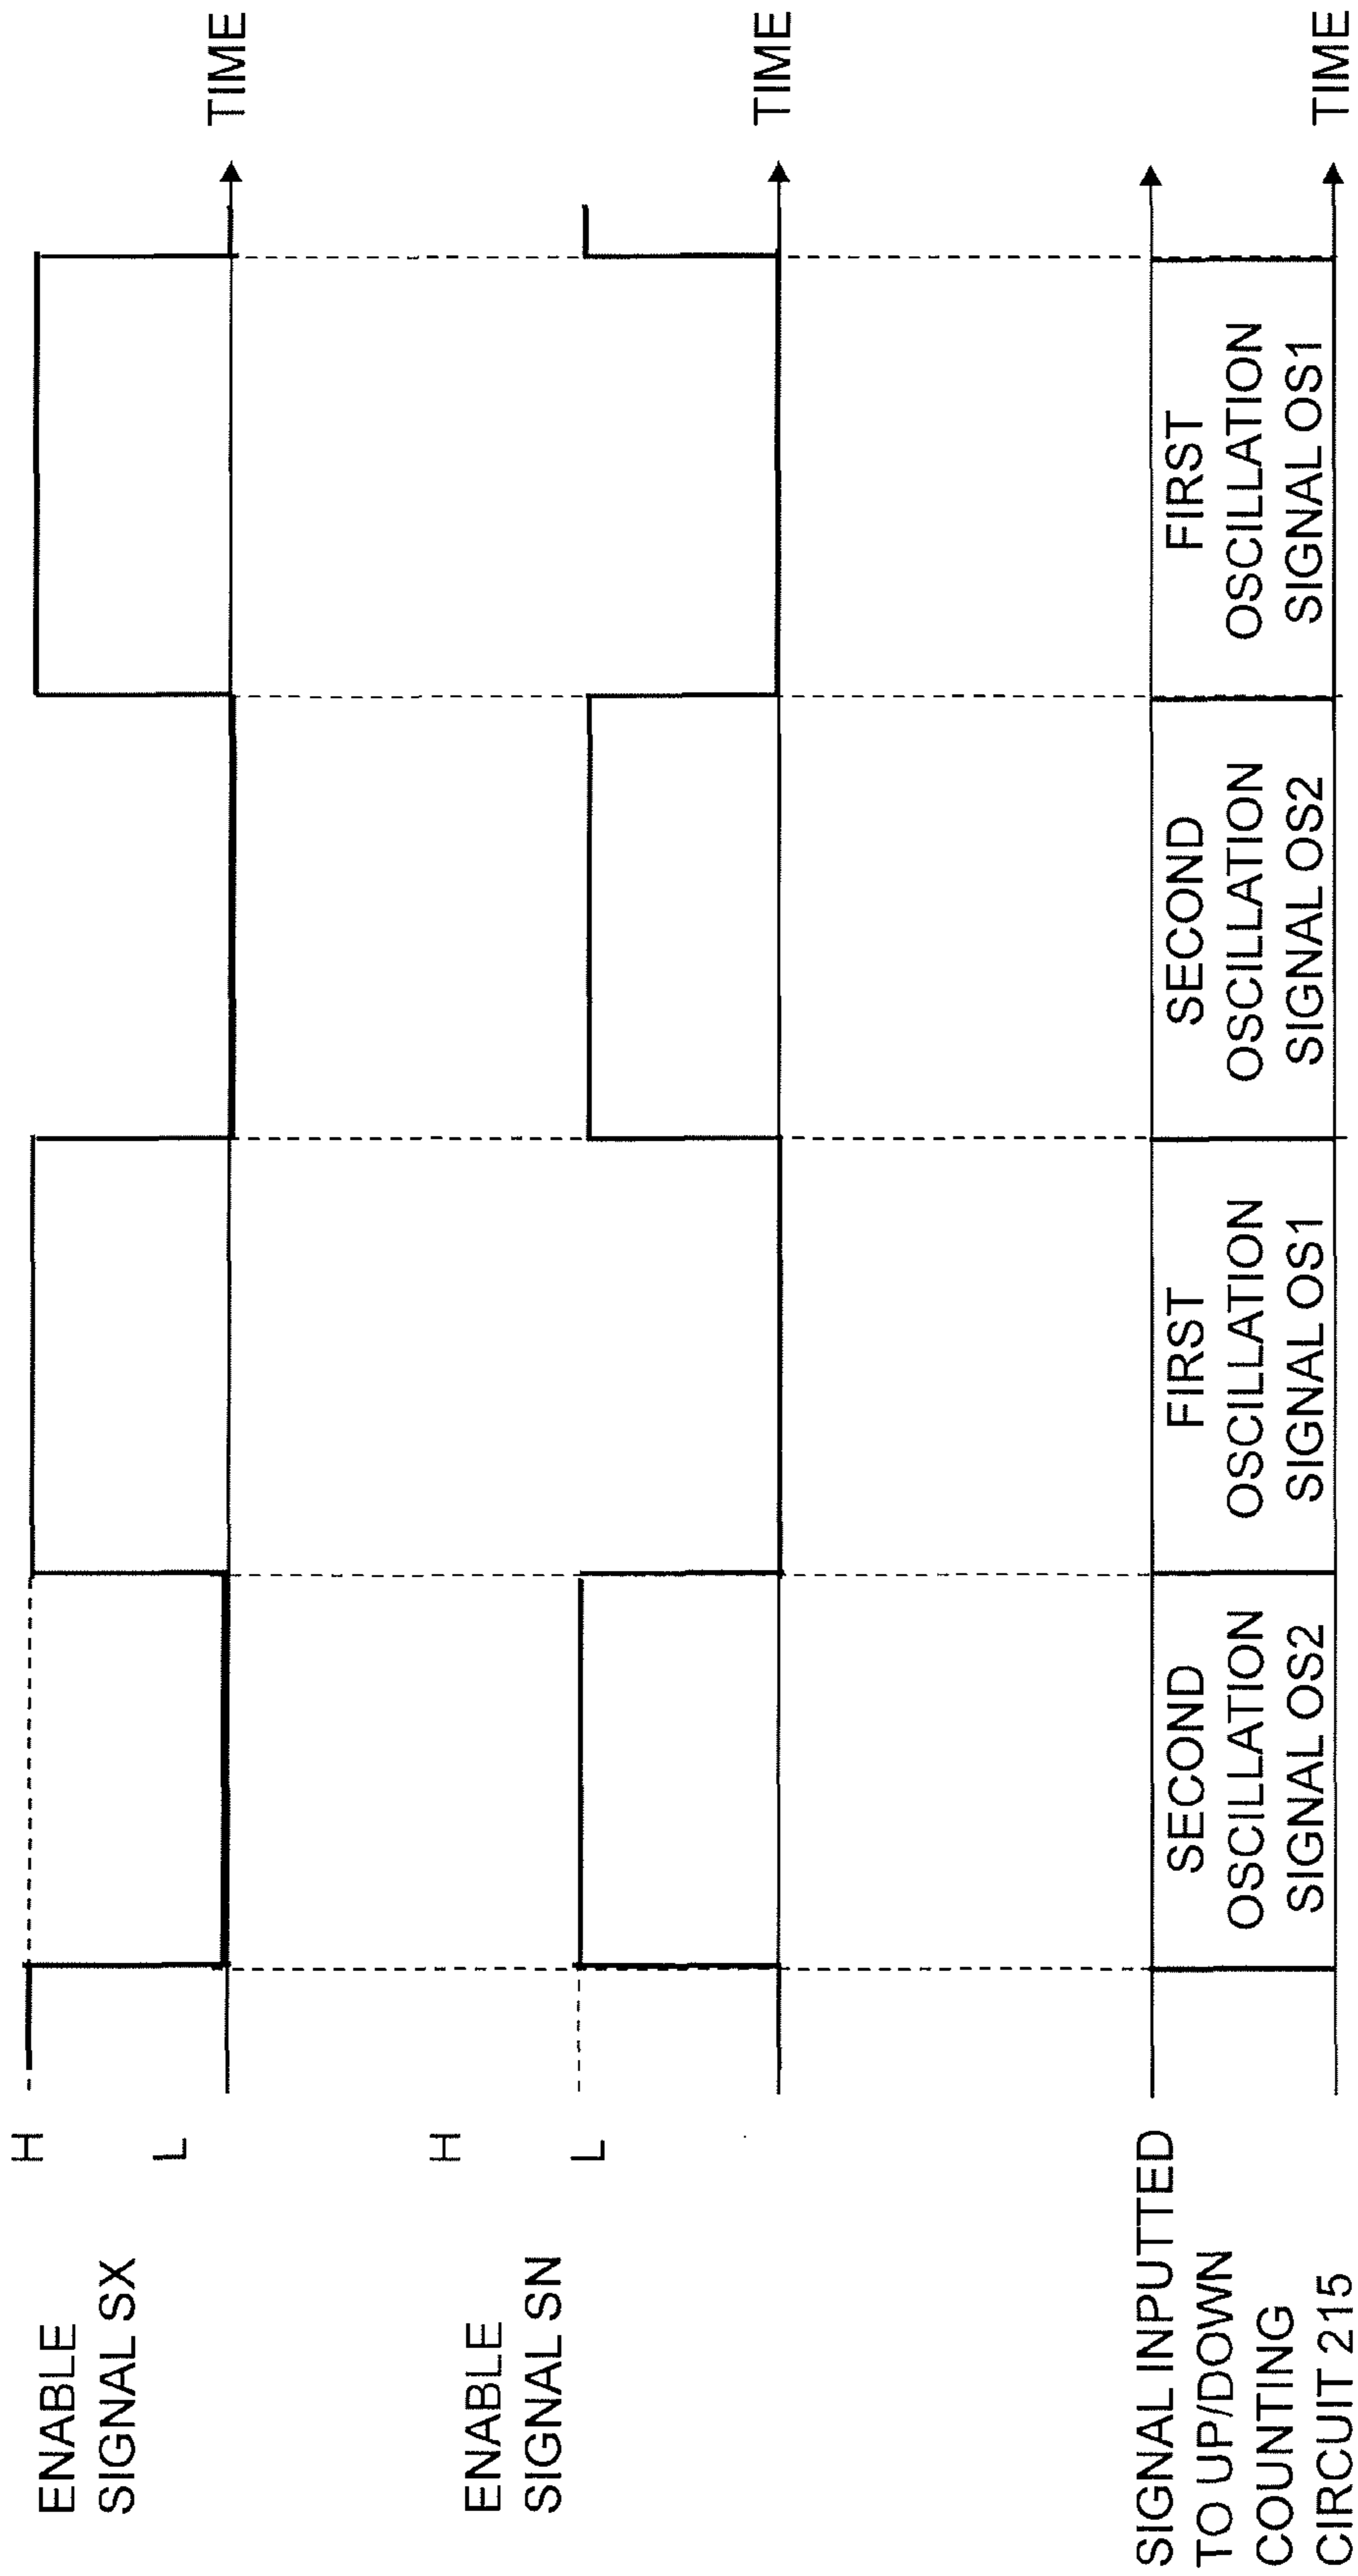 ENABLE
SIGNAL SX
H
L
TIME
ENABLE
SIGNAL SN
H
L
TIME
SIGNAL INPUTTED
TO UP/DOWN
COUNTING
CIRCUIT 215
SECOND
OSCILLATION
SIGNAL OS2
FIRST
OSCILLATION
SIGNAL OS1
SECOND
OSCILLATION
SIGNAL OS2
FIRST
OSCILLATION
SIGNAL OS1
TIME